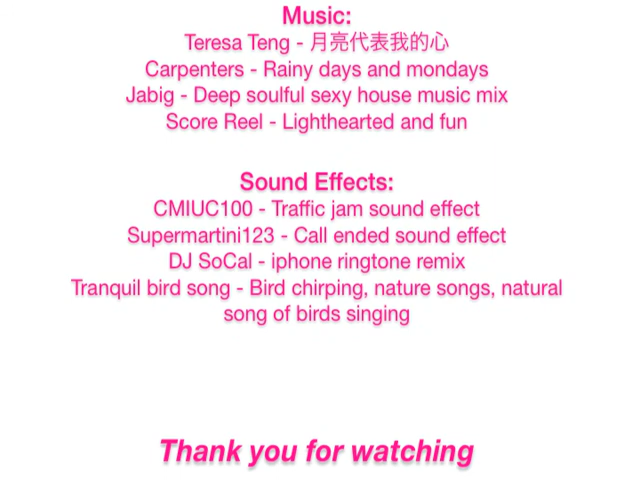 Music:
Teresa Teng - 月亮代表我的心
Carpenters - Rainy days and mondays
Jabig - Deep soulful sexy house music mix
Score Reel - Lighthearted and fun
Sound Effects:
CMIUC100 - Traffic jam sound effect
Supermartini123 - Call ended sound effect
DJ SoCal - iphone ringtone remix
Tranquil bird song - Bird chirping, nature songs, natural
song of birds singing
Thank you for watching